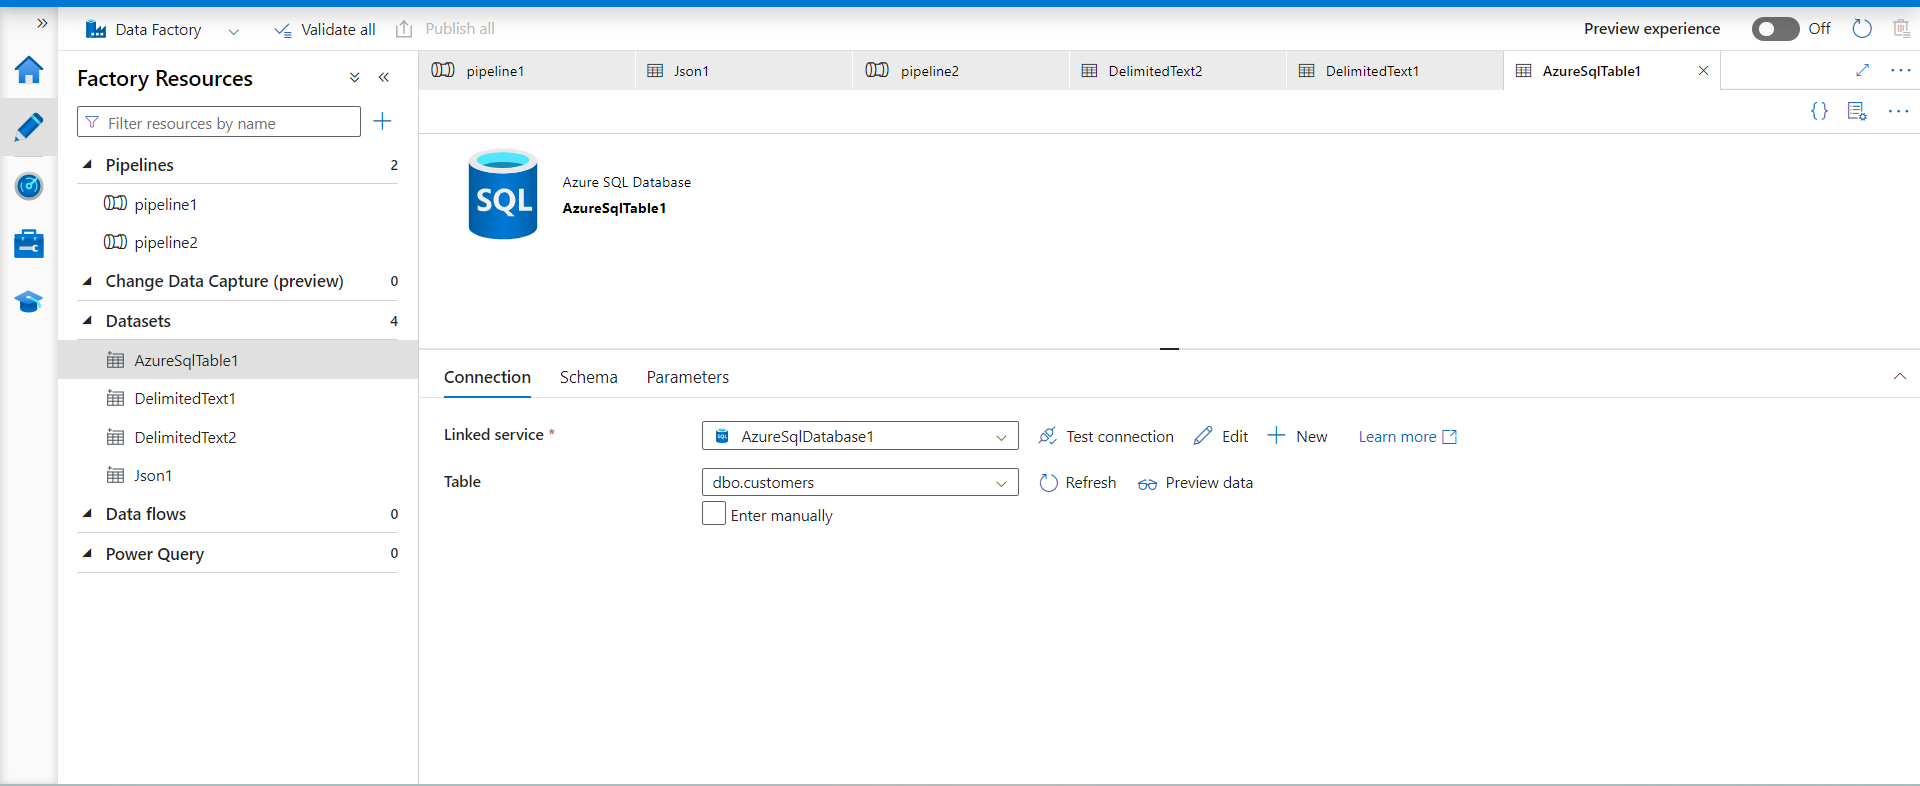 Data Factory
Validate all
Publish all
Preview experience
Off
Factory Resources
Filter resources by name
Pipelines 2
pipeline1
pipeline2
Change Data Capture (preview) 0
Datasets 4
AzureSqlTable1
DelimitedText1
DelimitedText2
Json1
Data flows 0
Power Query 0
pipeline1
Json1
pipeline2
DelimitedText2
DelimitedText1
AzureSqlTable1
SQL
Azure SQL Database
AzureSqlTable1
Connection Schema Parameters
Linked service * AzureSqlDatabase1 Test connection Edit New Learn more
Table dbo.customers Refresh Preview data
Enter manually